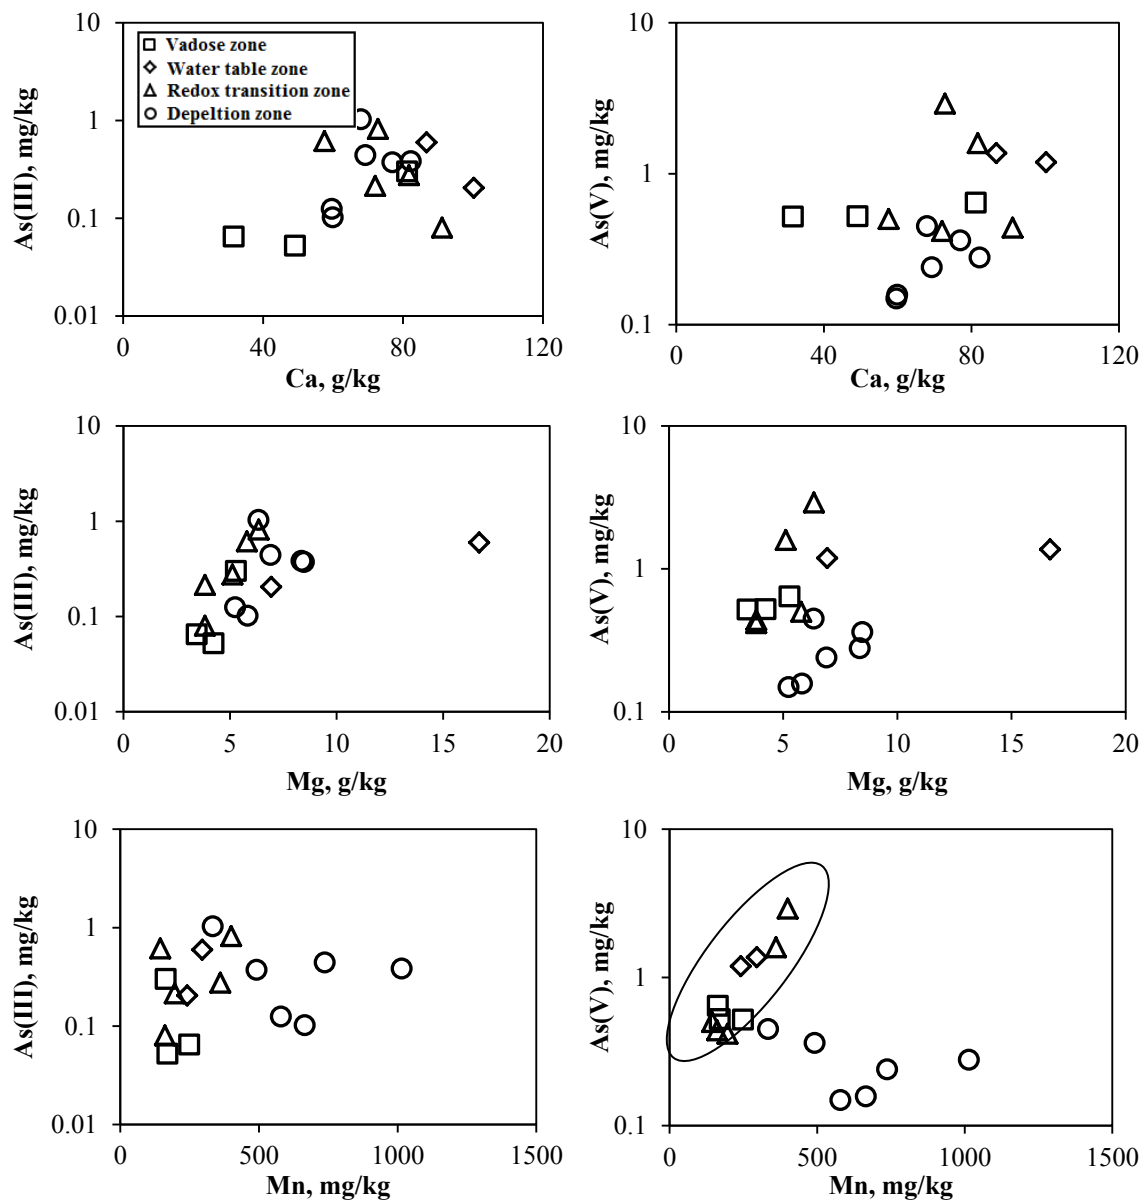 10
1
0.1
0.01
As(III), mg/kg
Vadose zone
Water table zone
Redox transition zone
Depeltion zone
0 40 80 120
Ca, g/kg
10
1
0.1
As(V), mg/kg
0 40 80 120
Ca, g/kg
10
1
0.1
0.01
As(III), mg/kg
0 5 10 15 20
Mg, g/kg
10
1
0.1
As(V), mg/kg
0 5 10 15 20
Mg, g/kg
10
1
0.1
0.01
As(III), mg/kg
0 500 1000 1500
Mn, mg/kg
10
1
0.1
As(V), mg/kg
0 500 1000 1500
Mn, mg/kg